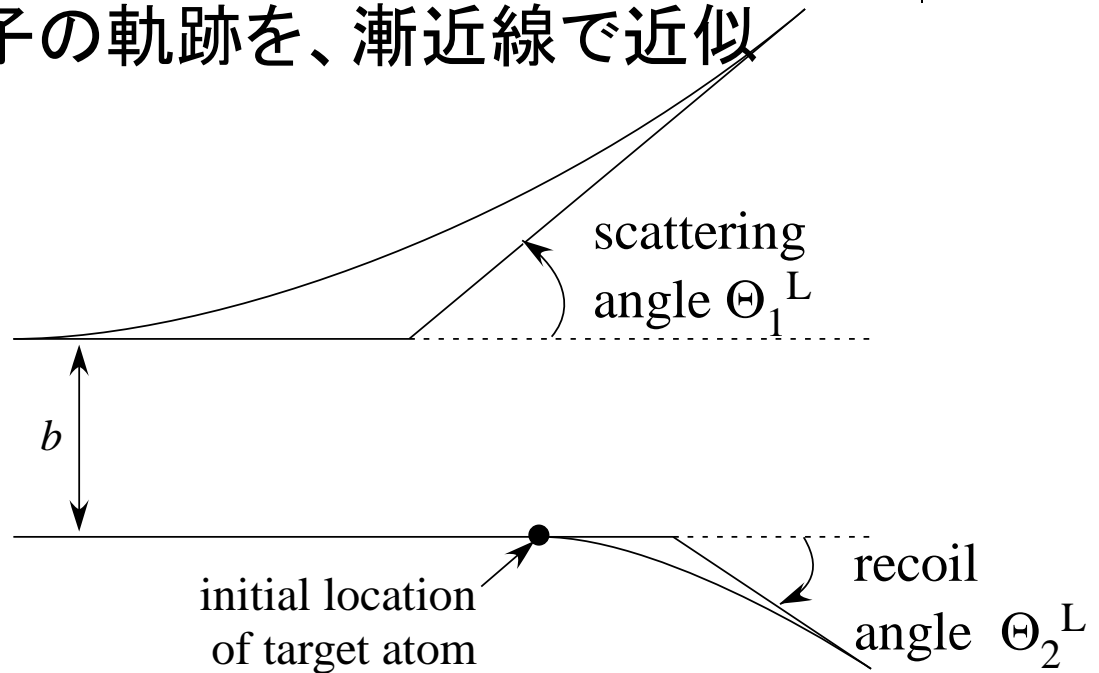 子の軌跡を、漸近線で近似
scattering
angle Θ₁ᴸ
b
initial location
of target atom
recoil
angle Θ₂ᴸ